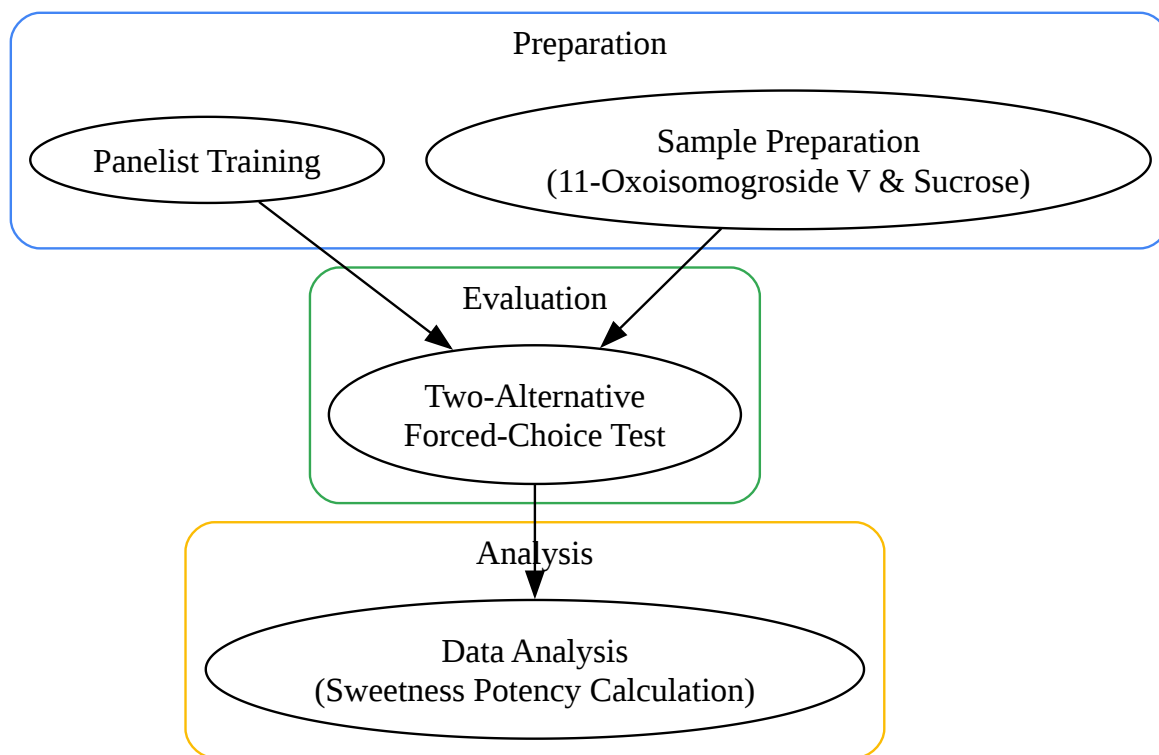 Preparation
Panelist Training
Sample Preparation
(11-Oxoisomogroside V & Sucrose)
Evaluation
Two-Alternative
Forced-Choice Test
Analysis
Data Analysis
(Sweetness Potency Calculation)